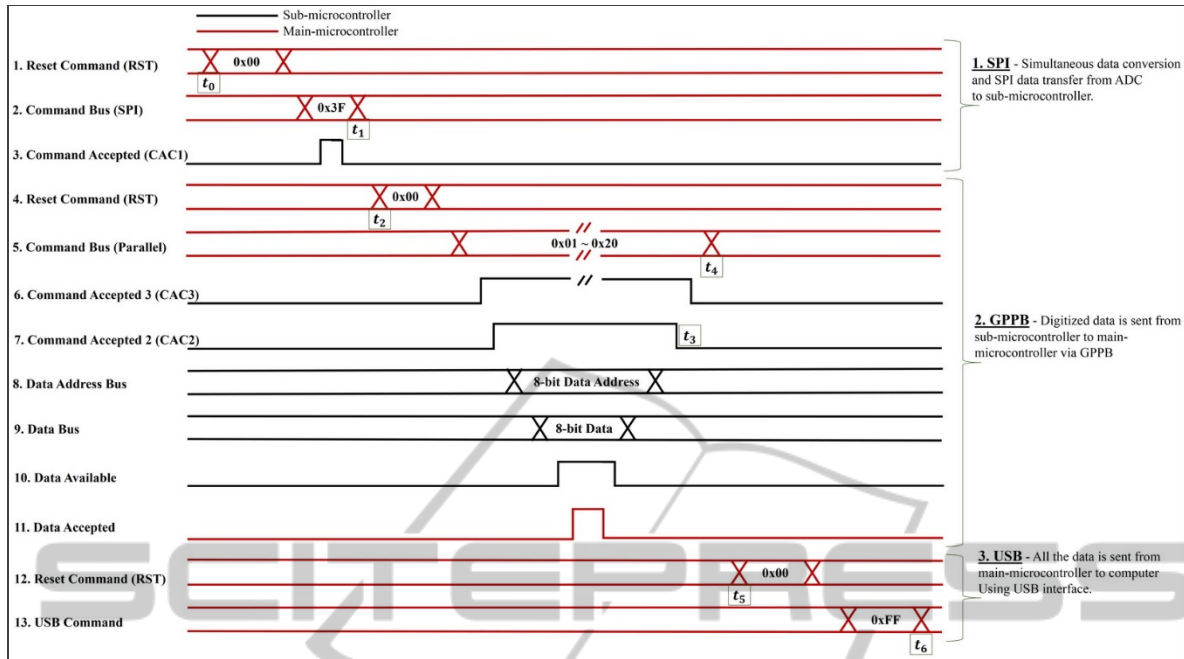 Sub-microcontroller
Main-microcontroller
1. Reset Command (RST)
0x00
t0
2. Command Bus (SPI)
0x3F
t1
3. Command Accepted (CAC1)
1. SPI - Simultaneous data conversion
and SPI data transfer from ADC
to sub-microcontroller.
4. Reset Command (RST)
0x00
t2
5. Command Bus (Parallel)
0x01 ~ 0x20
t4
6. Command Accepted 3 (CAC3)
7. Command Accepted 2 (CAC2)
t3
8. Data Address Bus
8-bit Data Address
9. Data Bus
8-bit Data
10. Data Available
11. Data Accepted
2. GPPB - Digitized data is sent from
sub-microcontroller to main-
microcontroller via GPPB
12. Reset Command (RST)
0x00
t5
13. USB Command
0xFF
t6
3. USB - All the data is sent from
main-microcontroller to computer
Using USB interface.
SCITEPRESS